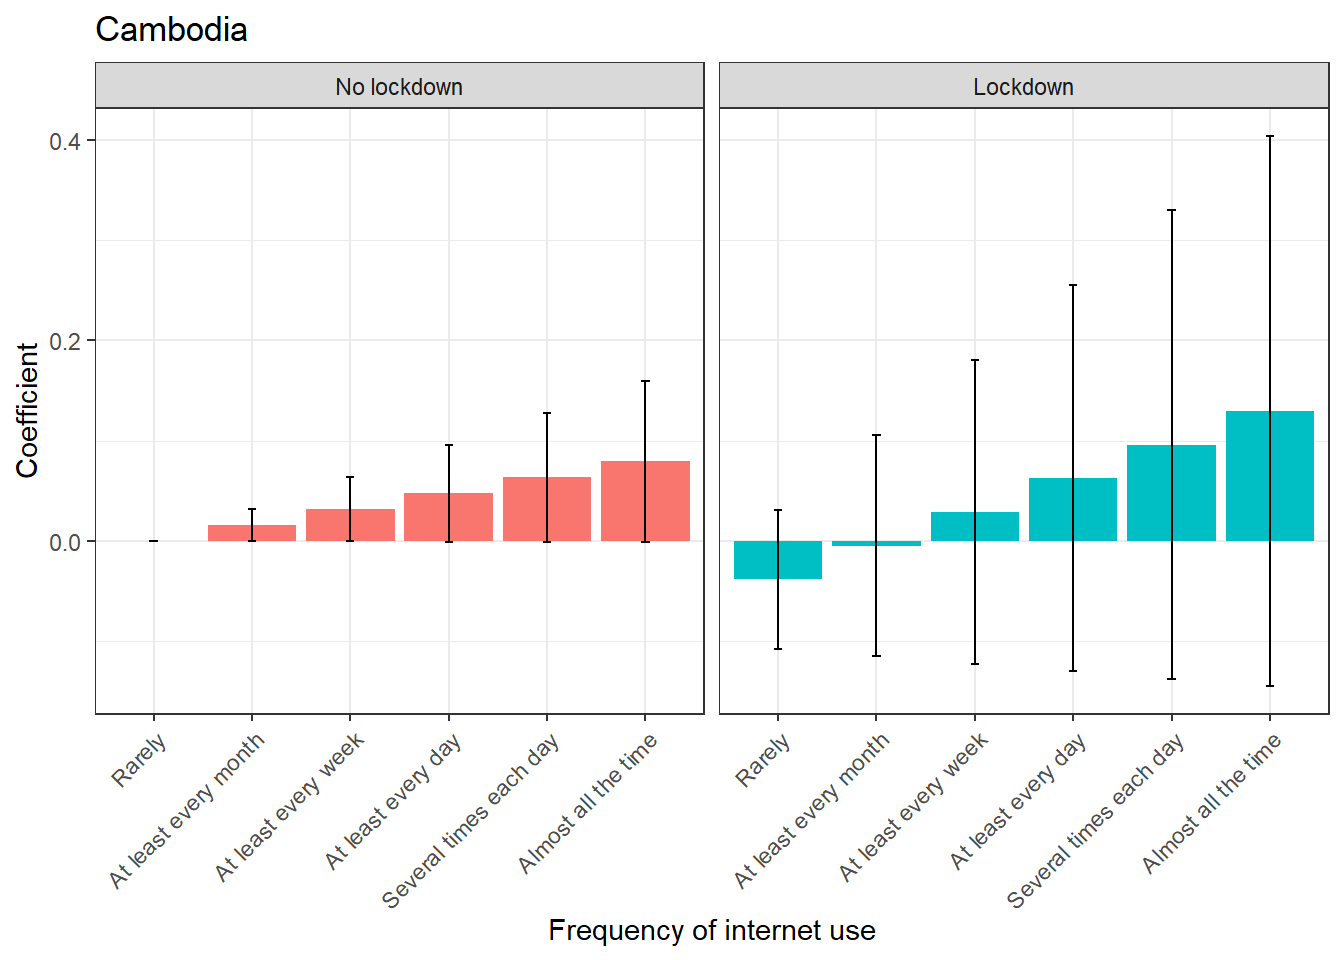 Cambodia
No lockdown
Lockdown
Coefficient
0.4
0.2
0.0
Rarely
At least every month
At least every week
At least every day
Several times each day
Almost all the time
Rarely
At least every month
At least every week
At least every day
Several times each day
Almost all the time
Frequency of internet use